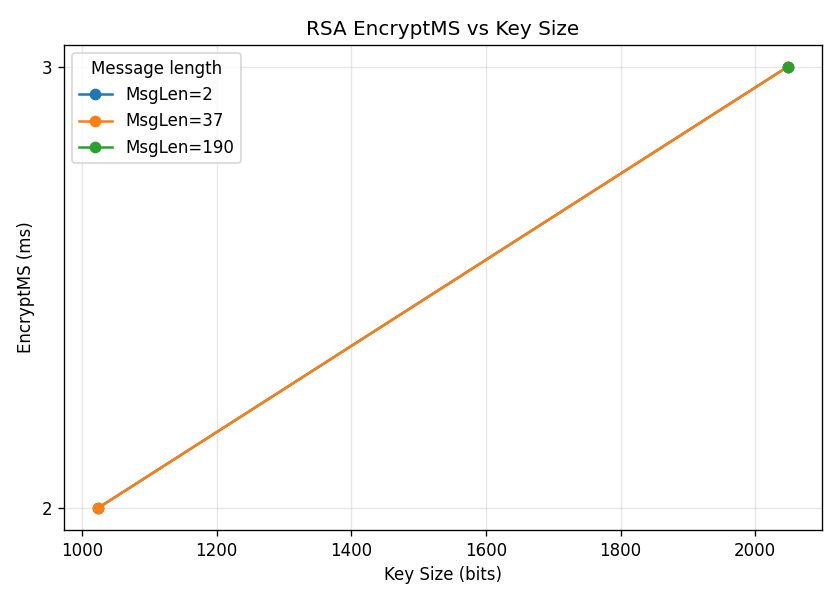 RSA EncryptMS vs Key Size
Message length
MsgLen=2
MsgLen=37
MsgLen=190
EncryptMS (ms)
3
2
1000 1200 1400 1600 1800 2000
Key Size (bits)